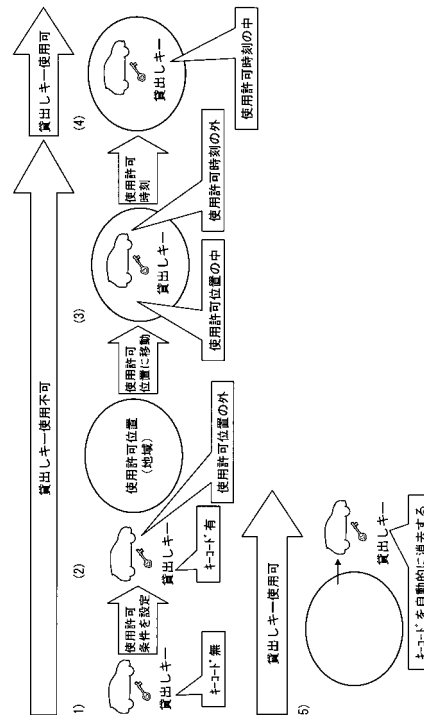 貸出しキー使用不可
貸出しキー使用可
1)
貸出しキー
キーコード無
使用許可
条件を設定
(2)
貸出しキー
キーコード有
使用許可位置の外
使用許可位置
(地域)
使用許可
位置に移動
(3)
貸出しキー
使用許可位置の中
使用許可時刻の外
使用許可
時刻
(4)
貸出しキー
使用許可時刻の中
貸出しキー使用可
5)
貸出しキー
キーコードを自動的に消去する